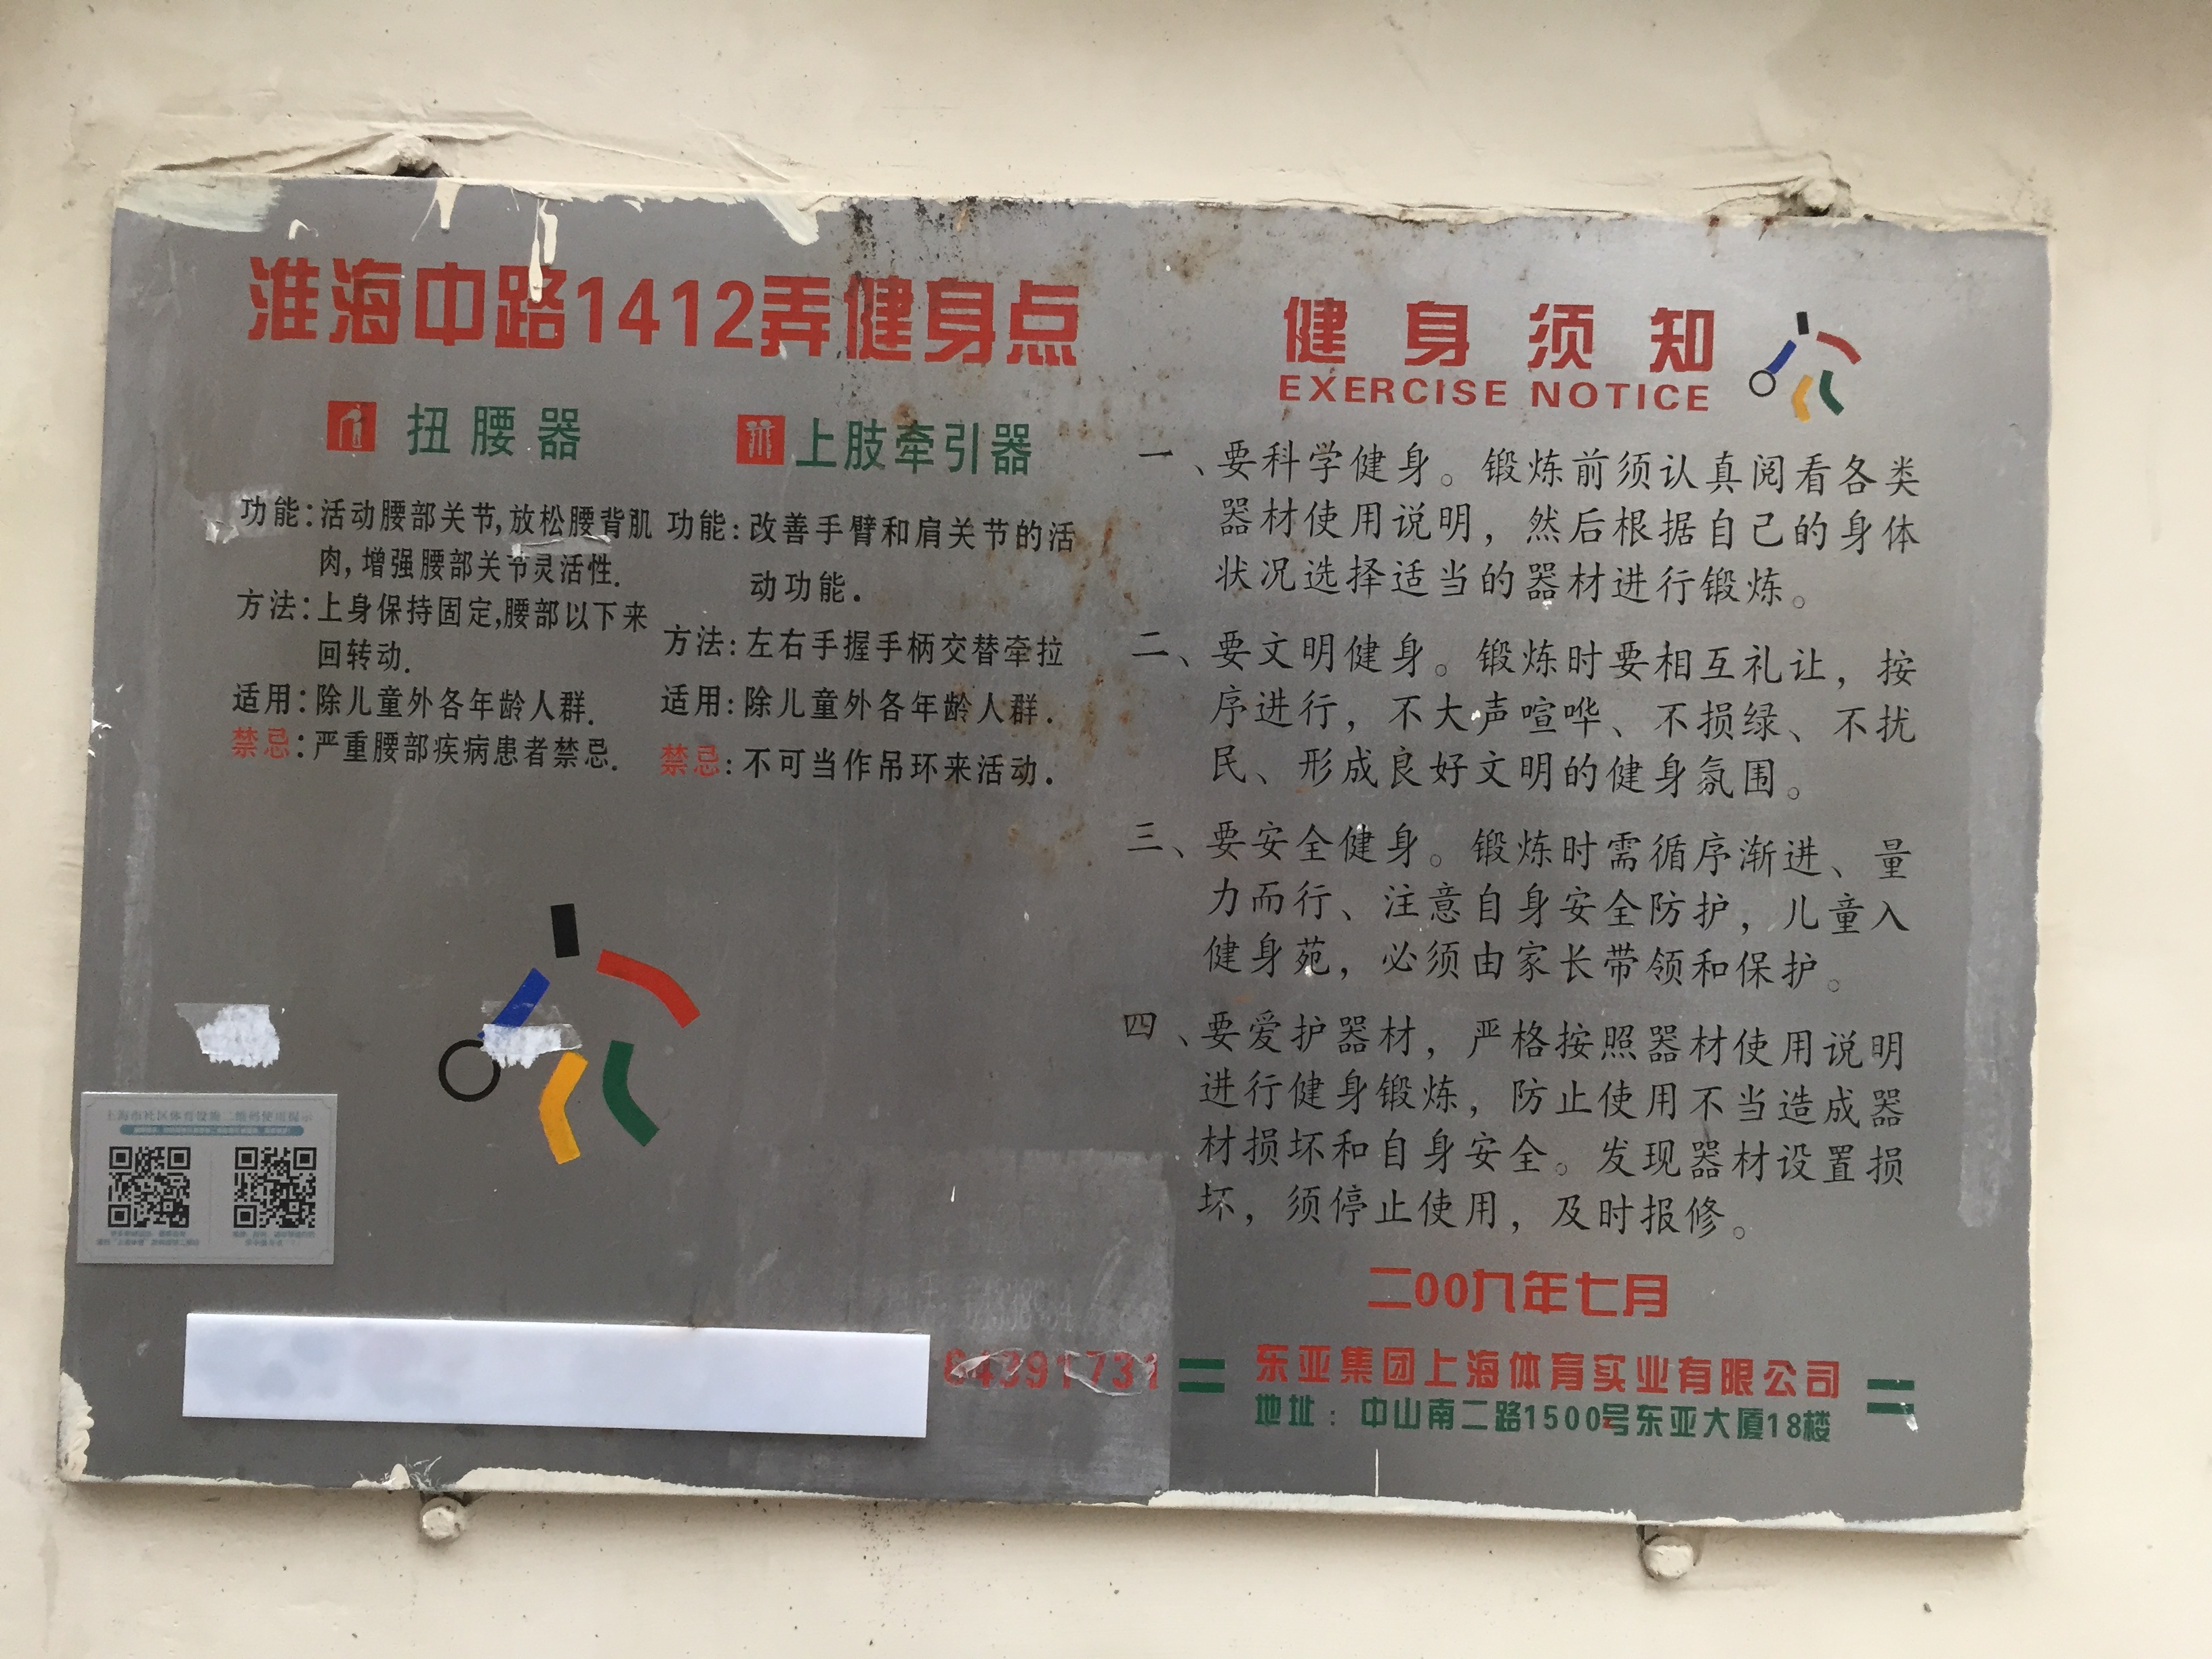 淮海中路1412弄健身点
扭腰器
功能：活动腰部关节,放松腰背肌
肉,增强腰部关节灵活性.
方法：上身保持固定,腰部以下来
回转动.
适用：除儿童外各年龄人群.
禁忌：严重腰部疾病患者禁忌.
上肢牵引器
功能：改善手臂和肩关节的活
动功能.
方法：左右手握手柄交替牵拉
适用：除儿童外各年龄人群.
禁忌：不可当作吊环来活动.
上海市社区体育设施二维码使用提示
64391731
健身须知
EXERCISE NOTICE
一、要科学健身。锻炼前须认真阅看各类
器材使用说明，然后根据自己的身体
状况选择适当的器材进行锻炼。
二、要文明健身。锻炼时要相互礼让，按
序进行，不大声喧哗、不损绿、不扰
民、形成良好文明的健身氛围。
三、要安全健身。锻炼时需循序渐进、量
力而行、注意自身安全防护，儿童入
健身苑，必须由家长带领和保护。
四、要爱护器材，严格按照器材使用说明
进行健身锻炼，防止使用不当造成器
材损坏和自身安全。发现器材设置损
坏，须停止使用，及时报修。
二00九年七月
东亚集团上海体育实业有限公司
地址：中山南二路1500号东亚大厦18楼